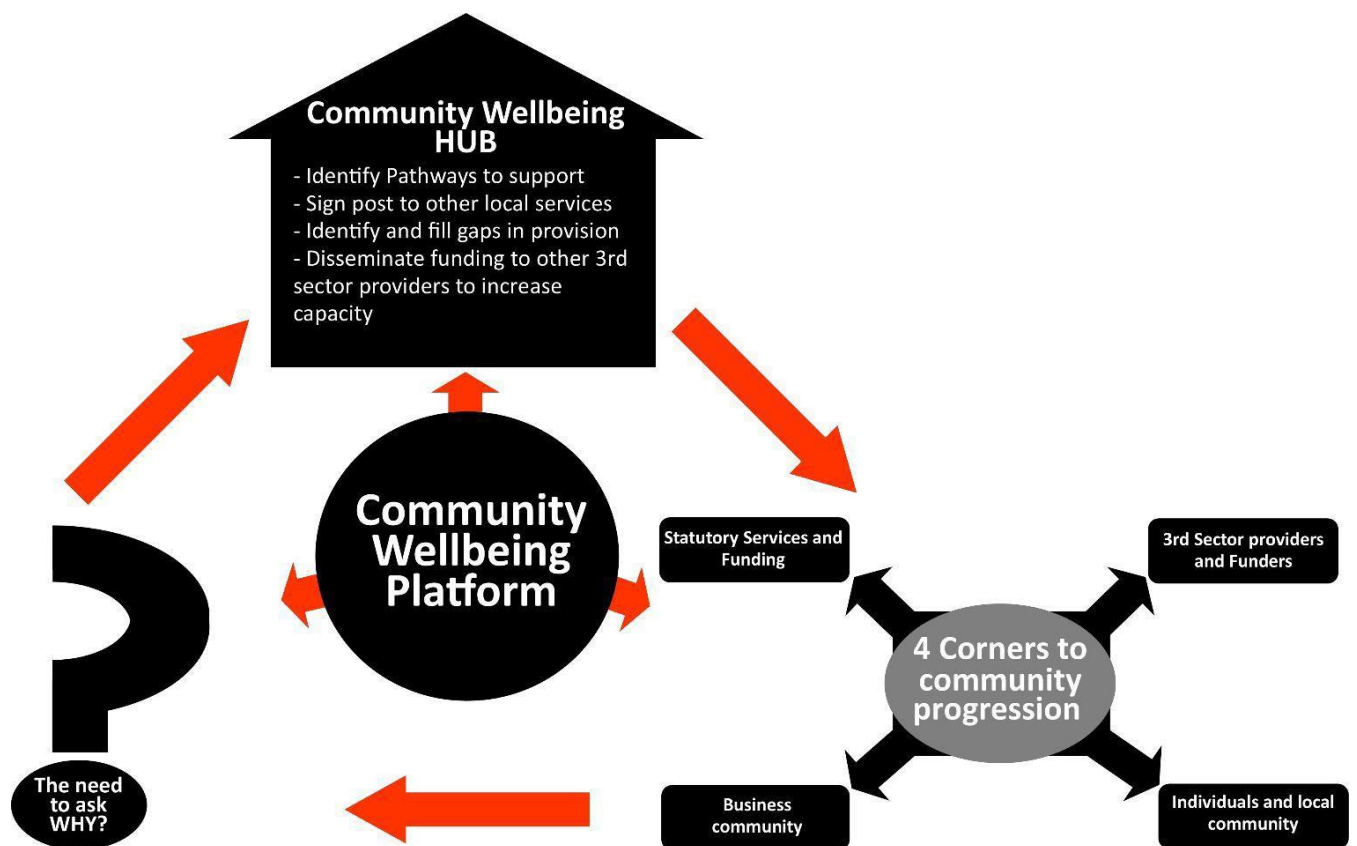 Community Wellbeing
HUB
- Identify Pathways to support
- Sign post to other local services
- Identify and fill gaps in provision
- Disseminate funding to other 3rd
sector providers to increase
capacity
Community
Wellbeing
Platform
Statutory Services and
Funding
3rd Sector providers
and Funders
4 Corners to
community
progression
The need
to ask
WHY?
Business
community
Individuals and local
community